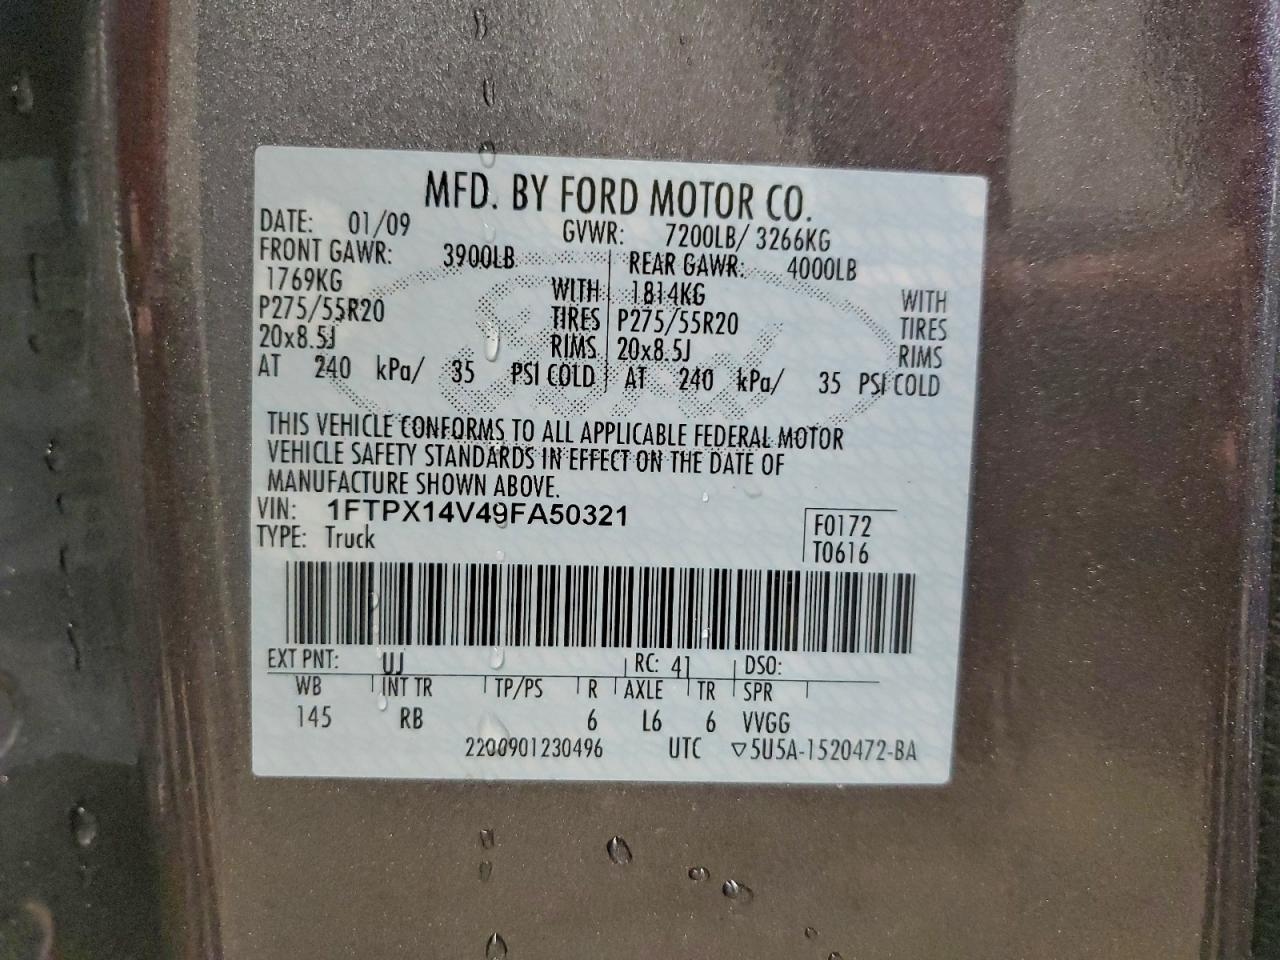 MFD. BY FORD MOTOR CO.
DATE: 01/09 GVWR: 7200LB/ 3266KG
FRONT GAWR: 3900LB REAR GAWR: 4000LB
1769KG WITH 1814KG WITH
P275/55R20 TIRES P275/55R20 TIRES
20x8.5J RIMS 20x8.5J RIMS
AT 240 kPa/ 35 PSI COLD AT 240 kPa/ 35 PSI COLD
THIS VEHICLE CONFORMS TO ALL APPLICABLE FEDERAL MOTOR
VEHICLE SAFETY STANDARDS IN EFFECT ON THE DATE OF
MANUFACTURE SHOWN ABOVE.
VIN: 1FTPX14V49FA50321
F0172
TYPE: Truck
T0616
EXT PNT: UJ RC: 41 DSO:
WB INT TR TP/PS R AXLE TR SPR
145 RB 6 L6 6 VVGG
2200901230496 UTC ▽5U5A-1520472-BA